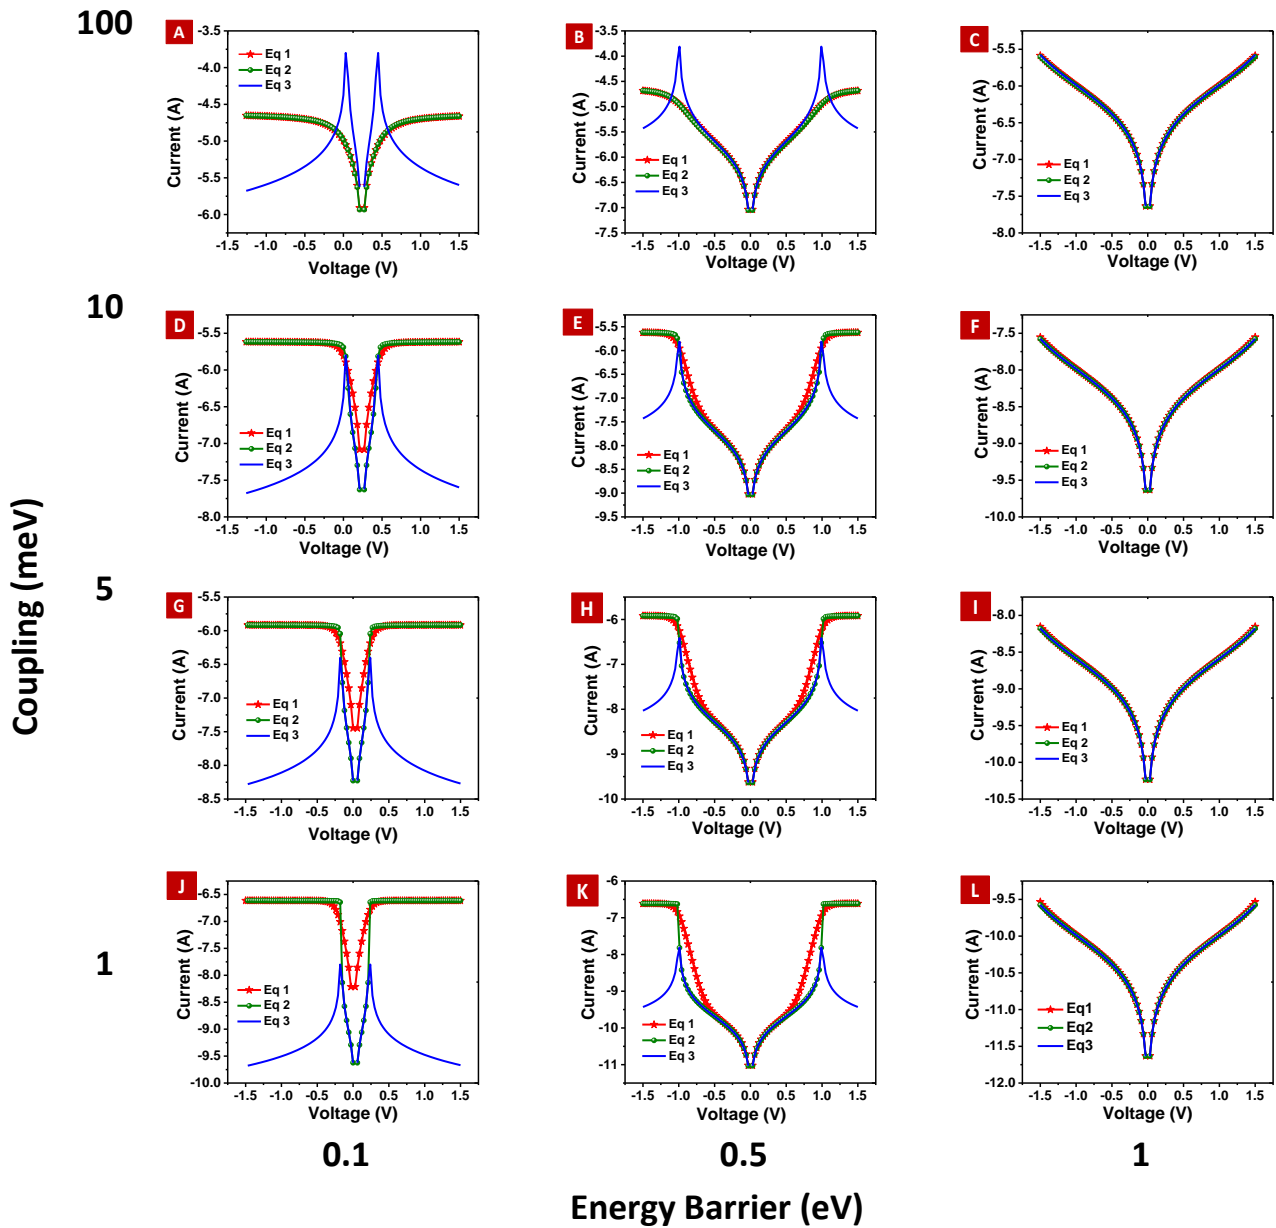 100
A
-3.5
-4.0
-4.5
-5.0
-5.5
-6.0
Current (A)
Eq 1
Eq 2
Eq 3
-1.5 -1.0 -0.5 0.0 0.5 1.0 1.5
Voltage (V)
B
-3.5
-4.0
-4.5
-5.0
-5.5
-6.0
-6.5
-7.0
-7.5
Current (A)
Eq 1
Eq 2
Eq 3
-1.5 -1.0 -0.5 0.0 0.5 1.0 1.5
Voltage (V)
C
-5.5
-6.0
-6.5
-7.0
-7.5
-8.0
Current (A)
Eq 1
Eq 2
Eq 3
-1.5 -1.0 -0.5 0.0 0.5 1.0 1.5
Voltage (V)
10
D
-5.5
-6.0
-6.5
-7.0
-7.5
-8.0
Current (A)
Eq 1
Eq 2
Eq 3
-1.5 -1.0 -0.5 0.0 0.5 1.0 1.5
Voltage (V)
E
-5.5
-6.0
-6.5
-7.0
-7.5
-8.0
-8.5
-9.0
-9.5
Current (A)
Eq 1
Eq 2
Eq 3
-1.5 -1.0 -0.5 0.0 0.5 1.0 1.5
Voltage (V)
F
-7.5
-8.0
-8.5
-9.0
-9.5
-10.0
Current (A)
Eq 1
Eq 2
Eq 3
-1.5 -1.0 -0.5 0.0 0.5 1.0 1.5
Voltage (V)
Coupling (meV)
5
G
-5.5
-6.0
-6.5
-7.0
-7.5
-8.0
-8.5
Current (A)
Eq 1
Eq 2
Eq 3
-1.5 -1.0 -0.5 0.0 0.5 1.0 1.5
Voltage (V)
H
-6
-7
-8
-9
-10
Current (A)
Eq 1
Eq 2
Eq 3
-1.5 -1.0 -0.5 0.0 0.5 1.0 1.5
Voltage (V)
I
-8.0
-8.5
-9.0
-9.5
-10.0
-10.5
Current (A)
Eq 1
Eq 2
Eq 3
-1.5 -1.0 -0.5 0.0 0.5 1.0 1.5
Voltage (V)
1
J
-6.5
-7.0
-7.5
-8.0
-8.5
-9.0
-9.5
-10.0
Current (A)
Eq 1
Eq 2
Eq 3
-1.5 -1.0 -0.5 0.0 0.5 1.0 1.5
Voltage (V)
K
-6
-7
-8
-9
-10
-11
Current (A)
Eq 1
Eq 2
Eq 3
-1.5 -1.0 -0.5 0.0 0.5 1.0 1.5
Voltage (V)
L
-9.5
-10.0
-10.5
-11.0
-11.5
-12.0
Current (A)
Eq1
Eq2
Eq3
-1.5 -1.0 -0.5 0.0 0.5 1.0 1.5
Voltage (V)
0.1 0.5 1
Energy Barrier (eV)